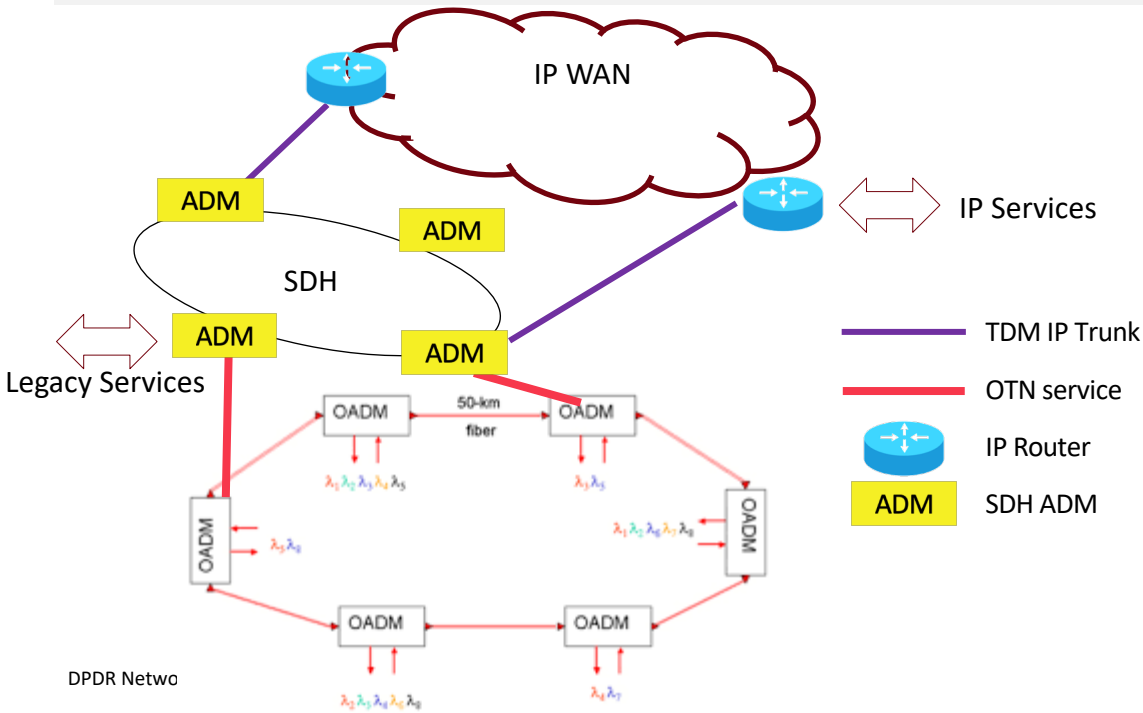 IP WAN
ADM
ADM
IP Services
SDH
ADM
ADM
TDM IP Trunk
Legacy Services
OTN service
OADM
50-km
fiber
OADM
IP Router
λ1 λ2 λ3 λ4 λ5
λ3 λ5
ADM
SDH ADM
OADM
λ5 λ8
λ1 λ2 λ6 λ7 λ8
OADM
OADM
OADM
DPDR Netwo
λ2 λ3 λ4 λ6 λ8
λ4 λ7